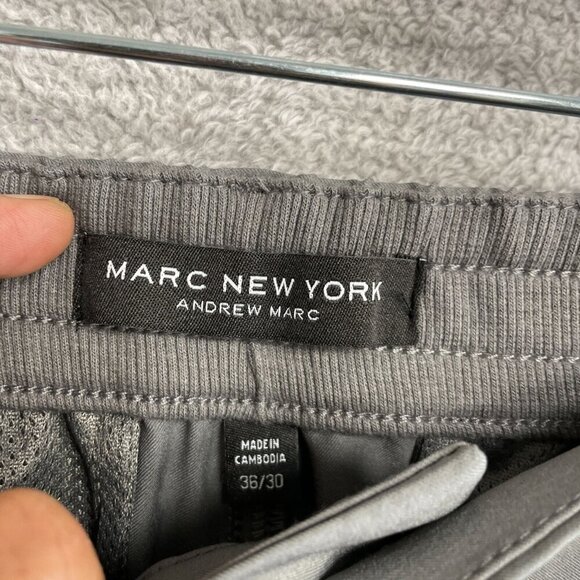 MARC NEW YORK
ANDREW MARC
MADE IN
CAMBODIA
36/30